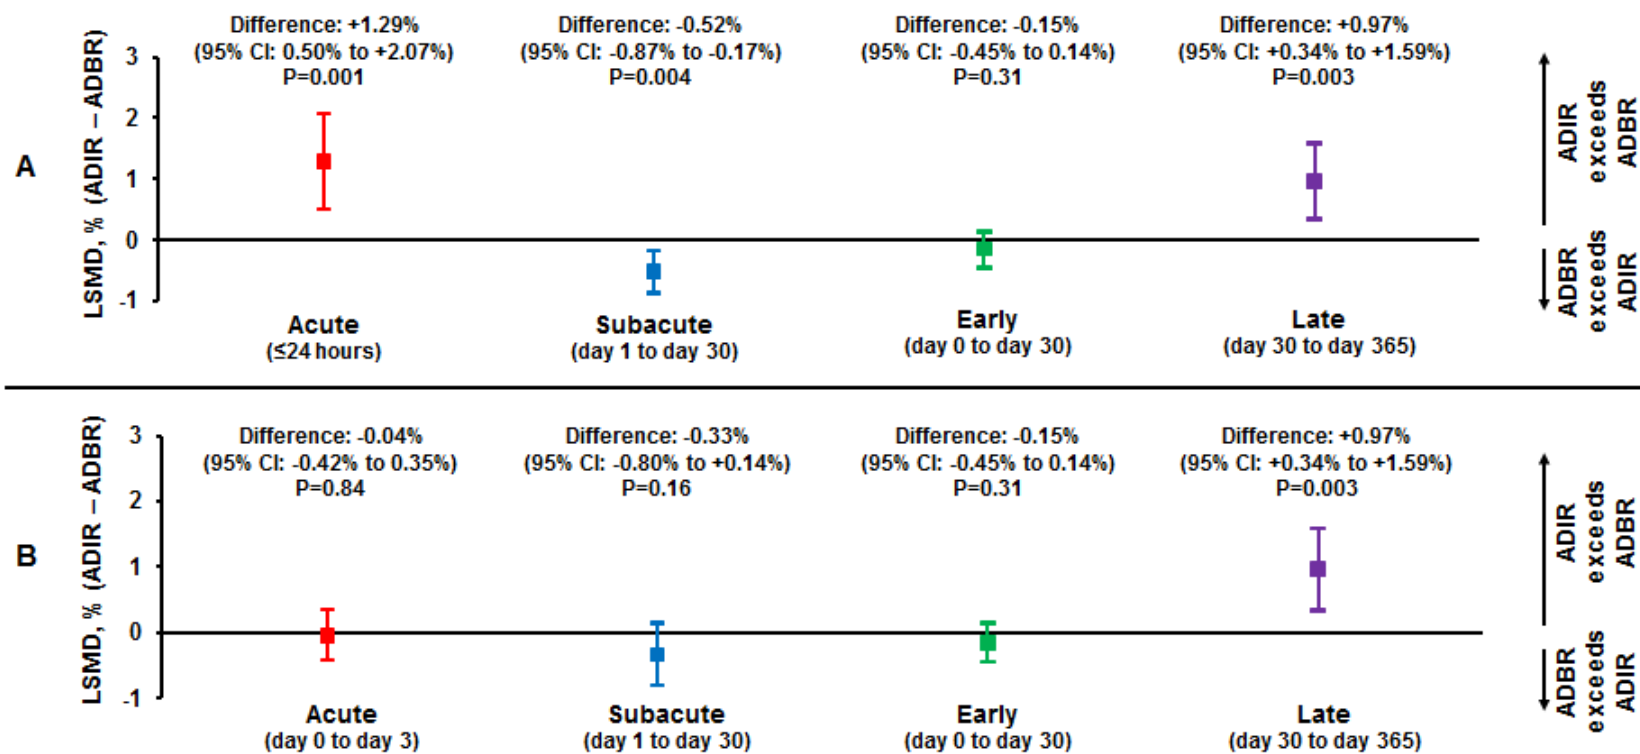 A
LSMD, % (ADIR – ADBR)
3
2
1
0
-1
Difference: +1.29%
(95% CI: 0.50% to +2.07%)
P=0.001
Difference: -0.52%
(95% CI: -0.87% to -0.17%)
P=0.004
Difference: -0.15%
(95% CI: -0.45% to 0.14%)
P=0.31
Difference: +0.97%
(95% CI: +0.34% to +1.59%)
P=0.003
Acute
(≤24 hours)
Subacute
(day 1 to day 30)
Early
(day 0 to day 30)
Late
(day 30 to day 365)
ADIR
exceeds
ADBR
ADBR
exceeds
ADIR
B
LSMD, % (ADIR – ADBR)
3
2
1
0
-1
Difference: -0.04%
(95% CI: -0.42% to 0.35%)
P=0.84
Difference: -0.33%
(95% CI: -0.80% to +0.14%)
P=0.16
Difference: -0.15%
(95% CI: -0.45% to 0.14%)
P=0.31
Difference: +0.97%
(95% CI: +0.34% to +1.59%)
P=0.003
Acute
(day 0 to day 3)
Subacute
(day 1 to day 30)
Early
(day 0 to day 30)
Late
(day 30 to day 365)
ADIR
exceeds
ADBR
ADBR
exceeds
ADIR